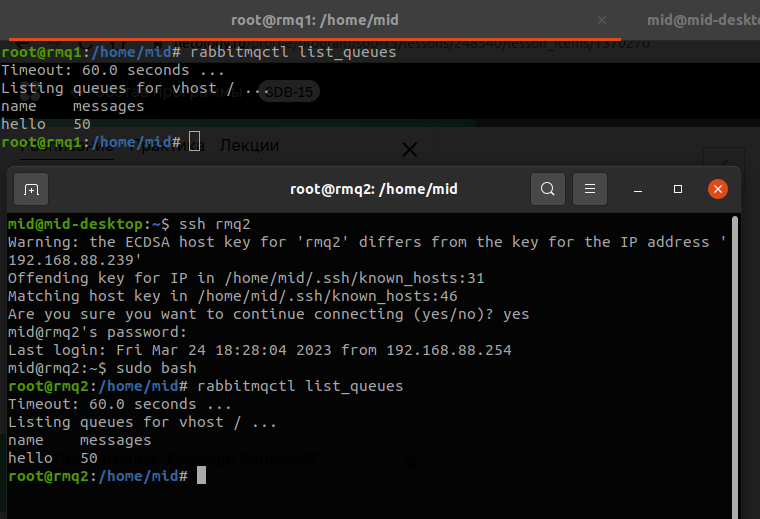 root@rmq1: /home/mid
×
mid@mid-deskto
root@rmq1:/home/mid# rabbitmqctl list_queues
Timeout: 60.0 seconds ...
Listing queues for vhost / ...
SDB-15
name    messages
hello   50
root@rmq1:/home/mid#
Практика Лекции
root@rmq2: /home/mid
mid@mid-desktop:~$ ssh rmq2
Warning: the ECDSA host key for 'rmq2' differs from the key for the IP address '
192.168.88.239'
Offending key for IP in /home/mid/.ssh/known_hosts:31
Matching host key in /home/mid/.ssh/known_hosts:46
Are you sure you want to continue connecting (yes/no)? yes
mid@rmq2's password:
Last login: Fri Mar 24 18:28:04 2023 from 192.168.88.254
mid@rmq2:~$ sudo bash
root@rmq2:/home/mid# rabbitmqctl list_queues
Timeout: 60.0 seconds ...
Listing queues for vhost / ...
name    messages
hello   50
root@rmq2:/home/mid#